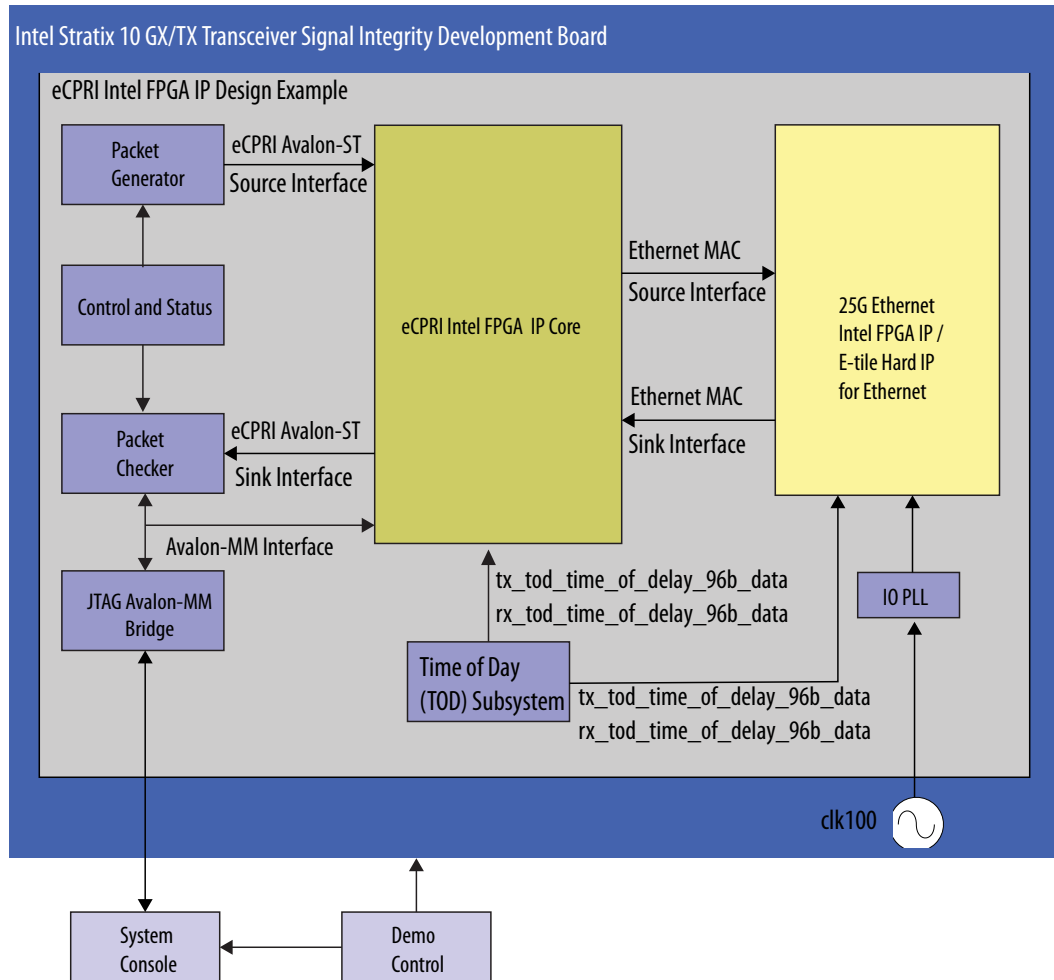 Intel Stratix 10 GX/TX Transceiver Signal Integrity Development Board
eCPRI Intel FPGA IP Design Example
Packet
Generator
eCPRI Avalon-ST
Source Interface
Control and Status
eCPRI Intel FPGA IP Core
Ethernet MAC
Source Interface
25G Ethernet
Intel FPGA IP /
E-tile Hard IP
for Ethernet
Packet
Checker
eCPRI Avalon-ST
Sink Interface
Ethernet MAC
Sink Interface
Avalon-MM Interface
JTAG Avalon-MM
Bridge
tx_tod_time_of_delay_96b_data
rx_tod_time_of_delay_96b_data
IO PLL
Time of Day
(TOD) Subsystem
tx_tod_time_of_delay_96b_data
rx_tod_time_of_delay_96b_data
clk100
System
Console
Demo
Control